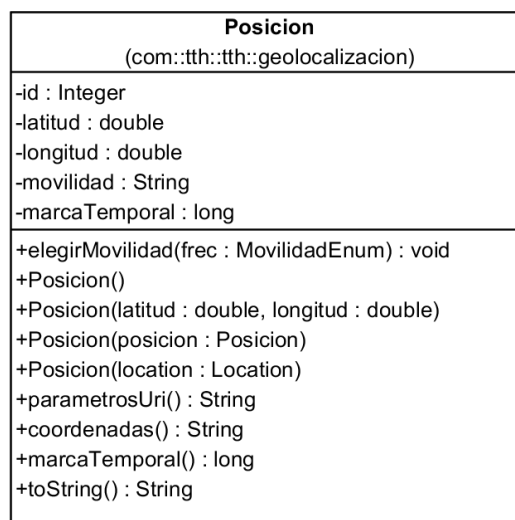 Posicion
(com::tth::tth::geolocalizacion)
-id : Integer
-latitud : double
-longitud : double
-movilidad : String
-marcaTemporal : long
+elegirMovilidad(frec : MovilidadEnum) : void
+Posicion()
+Posicion(latitud : double, longitud : double)
+Posicion(posicion : Posicion)
+Posicion(location : Location)
+parametrosUri() : String
+coordenadas() : String
+marcaTemporal() : long
+toString() : String